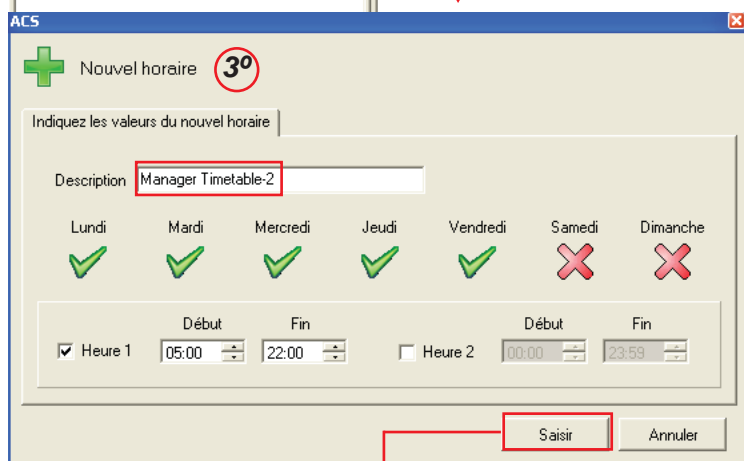 ACS
Nouvel horaire 3º
Indiquez les valeurs du nouvel horaire
Description Manager Timetable-2
Lundi Mardi Mercredi Jeudi Vendredi Samedi Dimanche
Début Fin Début Fin
Heure 1 05:00 22:00 Heure 2 00:00 23:59
Saisir Annuler